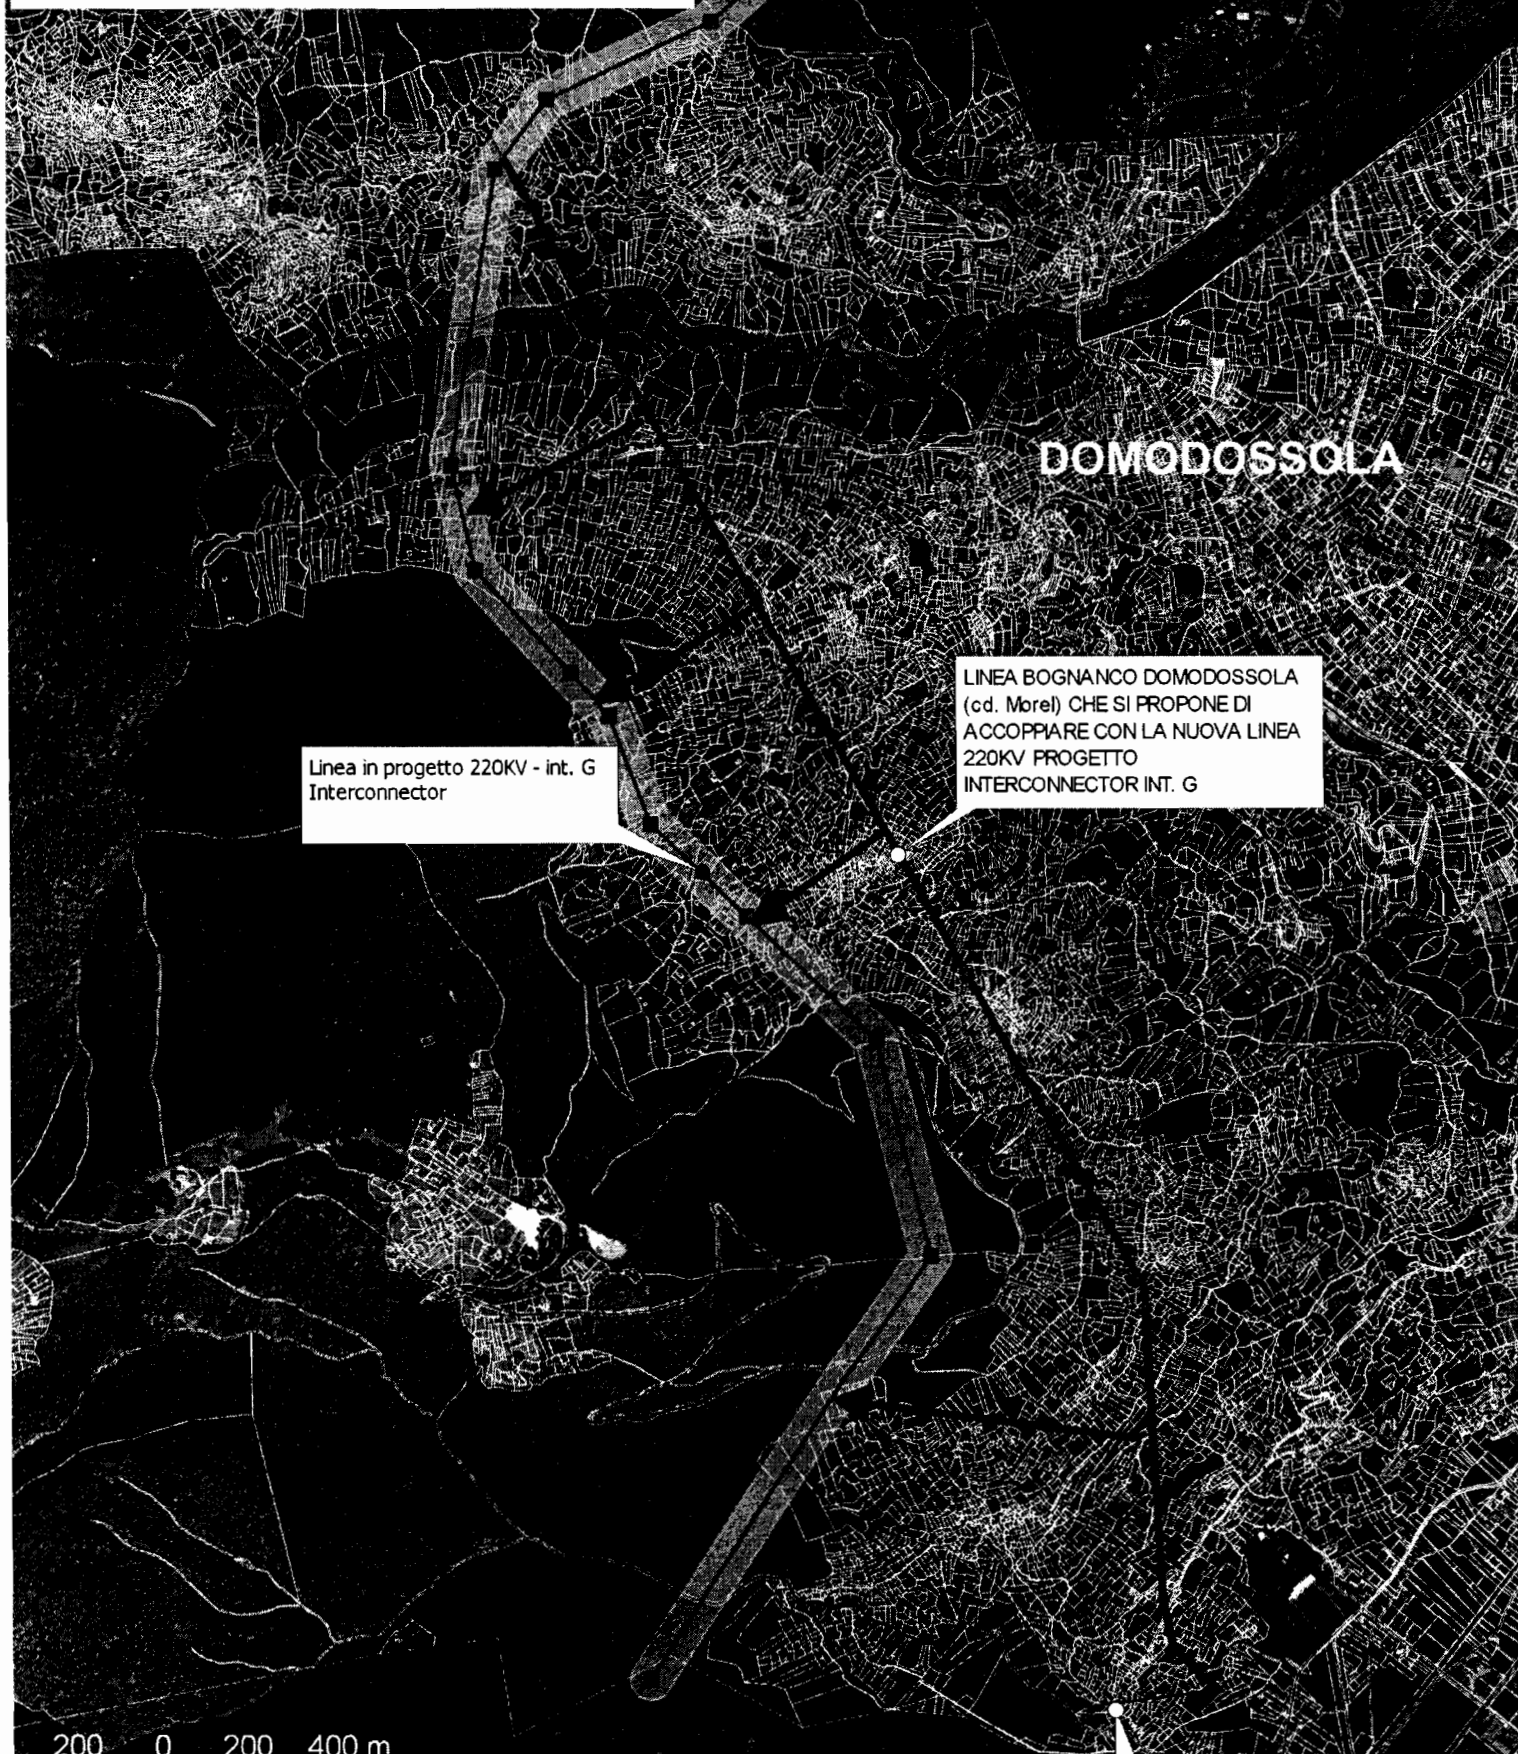 DOMODOSSOLA
LINEA BOGNANCO DOMODOSSOLA
(cd. Morel) CHE SI PROPONE DI
ACCOPPIARE CON LA NUOVA LINEA
220KV PROGETTO
INTERCONNECTOR INT. G
Linea in progetto 220KV - int. G
Interconnector
200 0 200 400 m